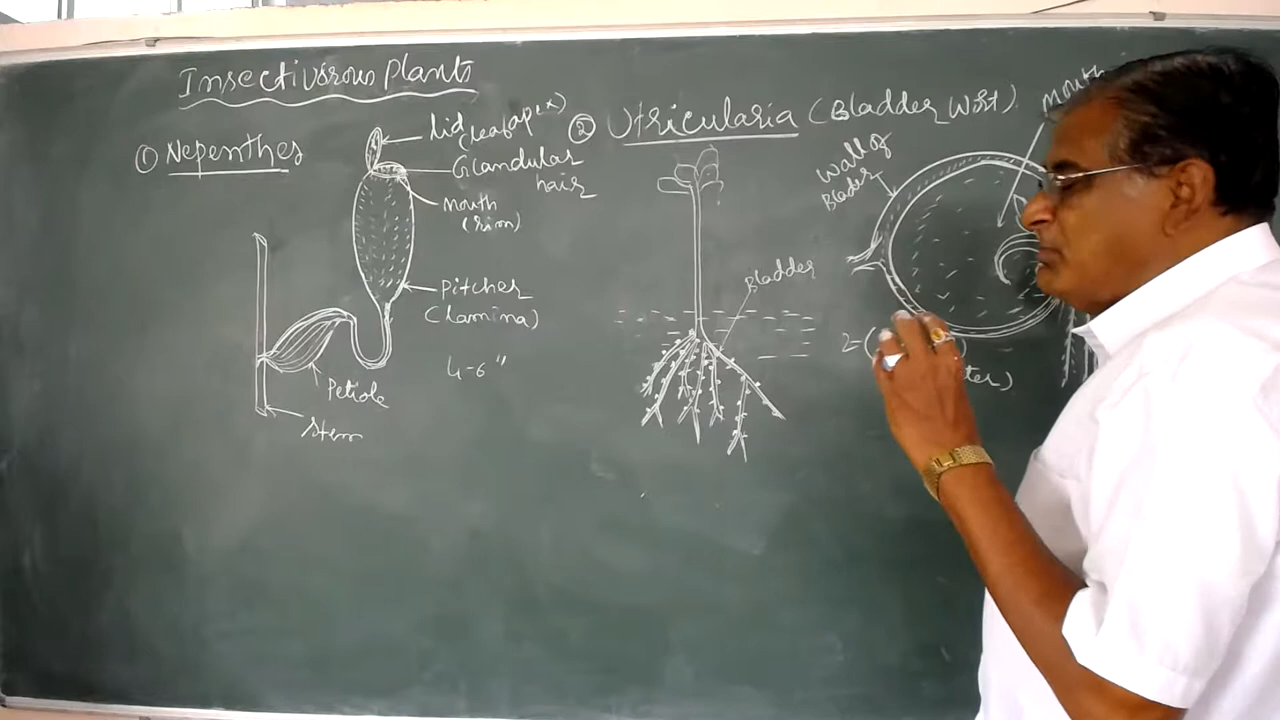 Insectivorous Plants
① Nepenthes
lid
(leaf apex)
Glandular
hair
Mouth
(rim)
Pitcher
(lamina)
4-6"
Petiole
Stem
② Utricularia (Bladder Wort)
Bladder
Wall of
Blader
Mouth